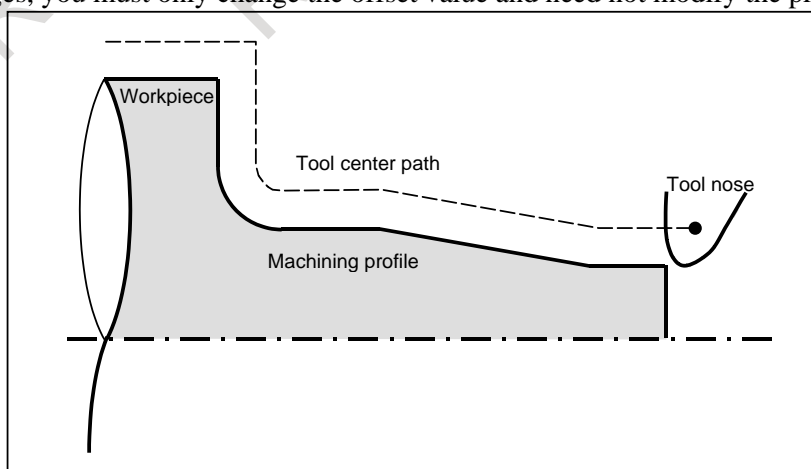 ges, you must only change the offset value and need not modify the p
Workpiece
Tool center path
Tool nose
Machining profile